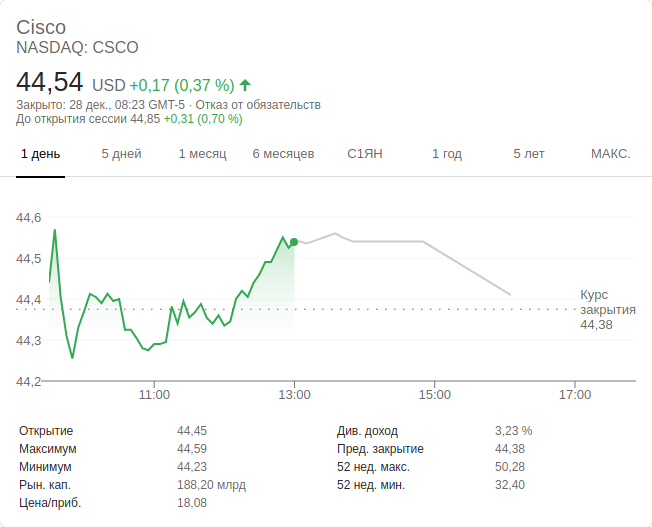 Cisco
NASDAQ: CSCO
44,54 USD +0,17 (0,37 %)
Закрыто: 28 дек., 08:23 GMT-5 · Отказ от обязательств
До открытия сессии 44,85 +0,31 (0,70 %)
1 день 5 дней 1 месяц 6 месяцев С1ЯН 1 год 5 лет МАКС.
44,6
44,5
44,4
44,3
44,2
Курс
закрытия
44,38
11:00 13:00 15:00 17:00
Открытие 44,45 Див. доход 3,23 %
Максимум 44,59 Пред. закрытие 44,38
Минимум 44,23 52 нед. макс. 50,28
Рын. кап. 188,20 млрд 52 нед. мин. 32,40
Цена/приб. 18,08